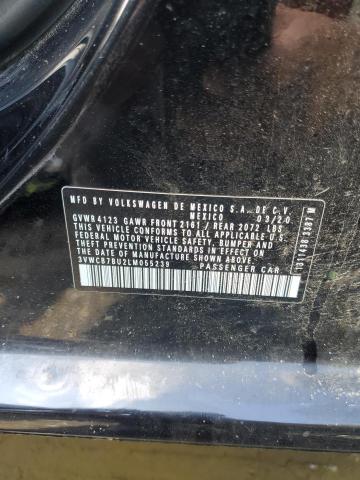 MFD BY VOLKSWAGEN DE MEXICO S.A. DE C.V.
MEXICO 03/20
GVWR 4123 GAWR FRONT 2161 / REAR 2072 LBS
THIS VEHICLE CONFORMS TO ALL APPLICABLE U.S.
FEDERAL MOTOR VEHICLE SAFETY, BUMPER AND
THEFT PREVENTION STANDARDS IN EFFECT ON THE
DATE OF MANUFACTURE SHOWN ABOVE.
3VWC57BU2LM055239 PASSENGER CAR